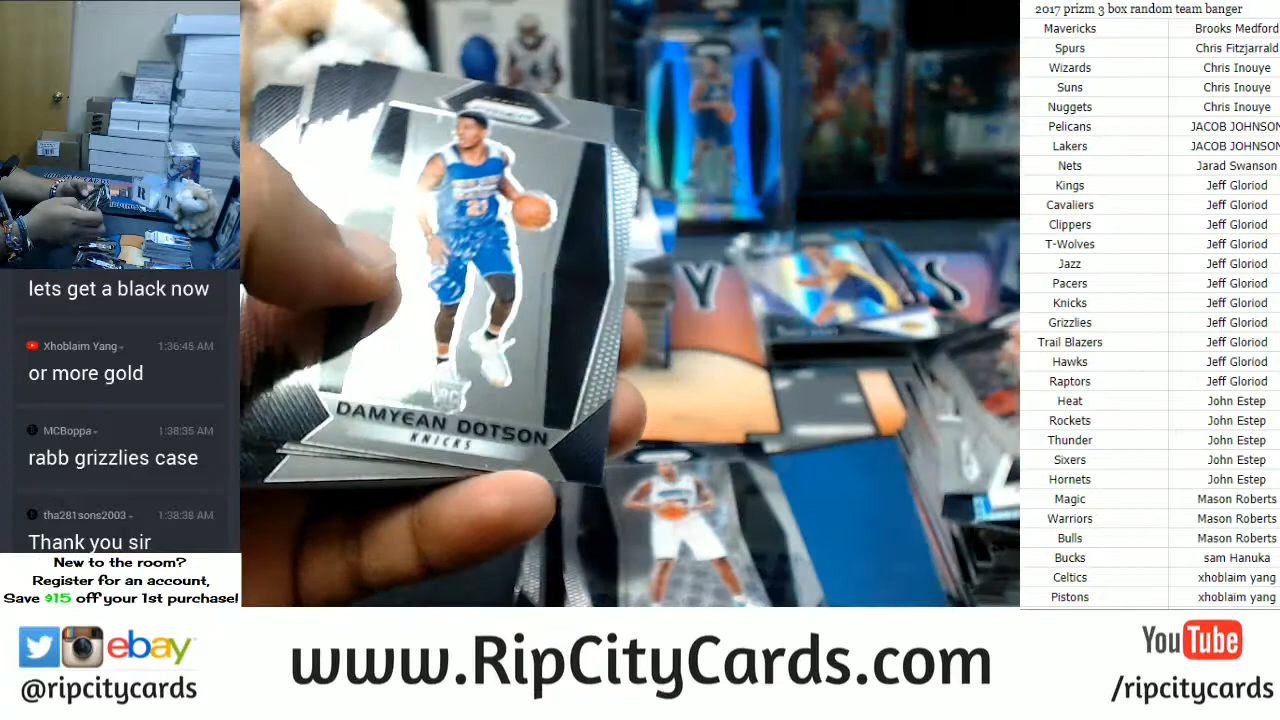 2017 prizm 3 box random team banger
Mavericks Brooks Medford
Spurs Chris Fitzjarrald
Wizards Chris Inouye
Suns Chris Inouye
Nuggets Chris Inouye
Pelicans JACOB JOHNSON
Lakers JACOB JOHNSON
Nets Jarad Swanson
Kings Jeff Gloriod
Cavaliers Jeff Gloriod
Clippers Jeff Gloriod
T-Wolves Jeff Gloriod
Jazz Jeff Gloriod
Pacers Jeff Gloriod
Knicks Jeff Gloriod
Grizzlies Jeff Gloriod
Trail Blazers Jeff Gloriod
Hawks Jeff Gloriod
Raptors Jeff Gloriod
Heat John Estep
Rockets John Estep
Thunder John Estep
Sixers John Estep
Hornets John Estep
Magic Mason Roberts
Warriors Mason Roberts
Bulls Mason Roberts
Bucks sam Hanuka
Celtics xhoblaim yang
Pistons xhoblaim yang
DAMYEAN DOTSON
KNICKS
RC
Y
S
lets get a black now
Xhoblaim Yang 1:36:45 AM
or more gold
MCBoppa 1:38:35 AM
rabb grizzlies case
tha281sons2003 1:38:38 AM
Thank you sir
New to the room?
Register for an account,
Save $15 off your 1st purchase!
ebay
@ripcitycards
www.RipCityCards.com
YouTube
/ripcitycards